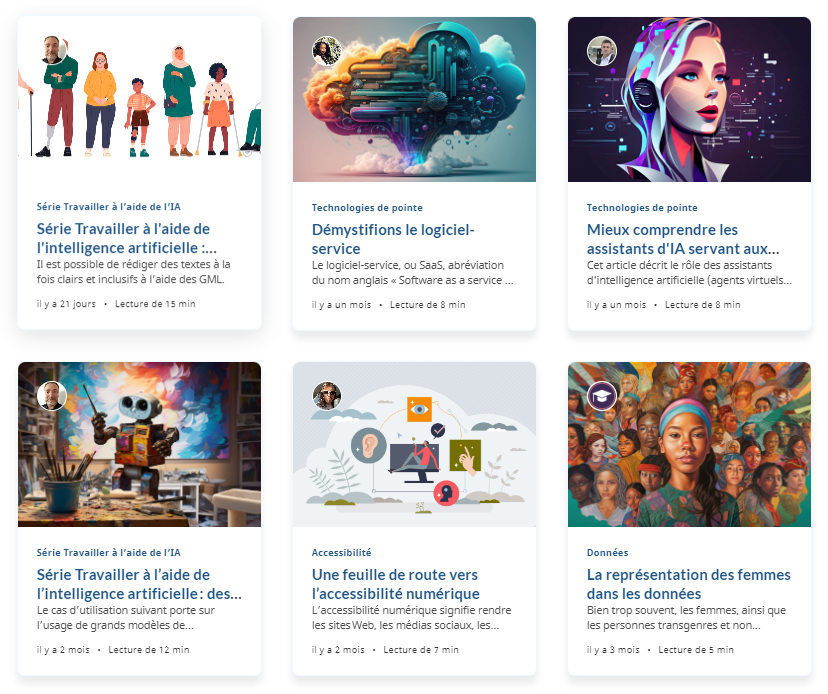 Série Travailler à l'aide de l'IA
Série Travailler à l'aide de
l'intelligence artificielle :...
Il est possible de rédiger des textes à la
fois clairs et inclusifs à l'aide des GML.
il y a 21 jours • Lecture de 15 min
Technologies de pointe
Démystifions le logiciel-
service
Le logiciel-service, ou SaaS, abréviation
du nom anglais « Software as a service ...
il y a un mois • Lecture de 8 min
Technologies de pointe
Mieux comprendre les
assistants d'IA servant aux...
Cet article décrit le rôle des assistants
d'intelligence artificielle (agents virtuels...
il y a un mois • Lecture de 8 min
Série Travailler à l'aide de l'IA
Série Travailler à l'aide de
l'intelligence artificielle : des...
Le cas d'utilisation suivant porte sur
l'usage de grands modèles de...
il y a 2 mois • Lecture de 12 min
Accessibilité
Une feuille de route vers
l'accessibilité numérique
L'accessibilité numérique signifie rendre
les sites Web, les médias sociaux, les...
il y a 2 mois • Lecture de 7 min
Données
La représentation des femmes
dans les données
Bien trop souvent, les femmes, ainsi que
les personnes transgenres et non...
il y a 3 mois • Lecture de 5 min